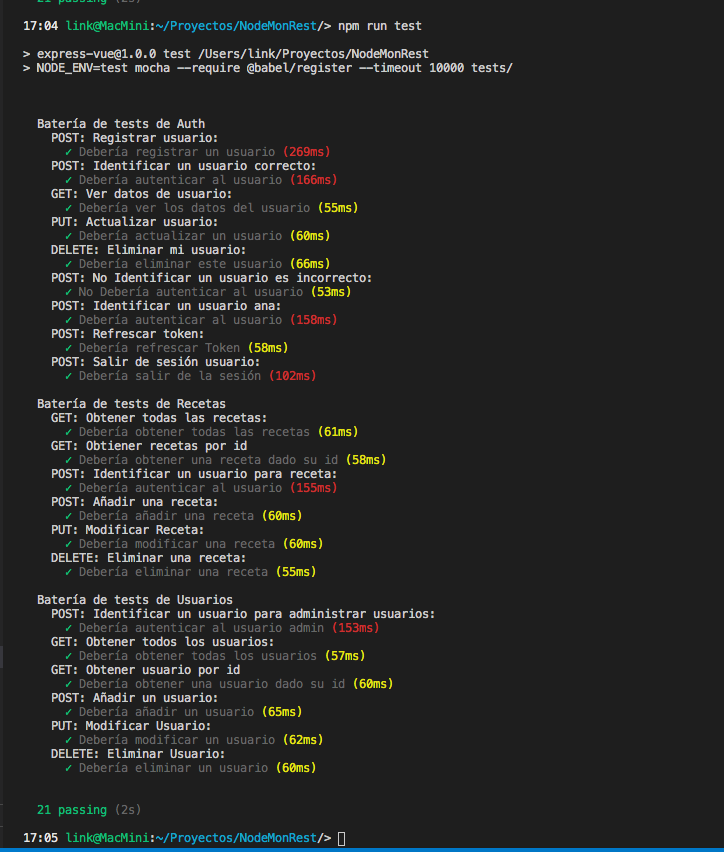 21 passing (2s)
17:04 link@MacMini:~/Proyectos/NodeMonRest/> npm run test
> express-vue@1.0.0 test /Users/link/Proyectos/NodeMonRest
> NODE_ENV=test mocha --require @babel/register --timeout 10000 tests/
Batería de tests de Auth
POST: Registrar usuario:
✓ Debería registrar un usuario (269ms)
POST: Identificar un usuario correcto:
✓ Debería autenticar al usuario (166ms)
GET: Ver datos de usuario:
✓ Debería ver los datos del usuario (55ms)
PUT: Actualizar usuario:
✓ Debería actualizar un usuario (60ms)
DELETE: Eliminar mi usuario:
✓ Debería eliminar este usuario (66ms)
POST: No Identificar un usuario es incorrecto:
✓ No Debería autenticar al usuario (53ms)
POST: Identificar un usuario ana:
✓ Debería autenticar al usuario (158ms)
POST: Refrescar token:
✓ Debería refrescar Token (58ms)
POST: Salir de sesión usuario:
✓ Debería salir de la sesión (102ms)
Batería de tests de Recetas
GET: Obtener todas las recetas:
✓ Debería obtener todas las recetas (61ms)
GET: Obtiener recetas por id
✓ Debería obtener una receta dado su id (58ms)
POST: Identificar un usuario para receta:
✓ Debería autenticar al usuario (155ms)
POST: Añadir una receta:
✓ Debería añadir una receta (60ms)
PUT: Modificar Receta:
✓ Debería modificar una receta (60ms)
DELETE: Eliminar una receta:
✓ Debería eliminar una receta (55ms)
Batería de tests de Usuarios
POST: Identificar un usuario para administrar usuarios:
✓ Debería autenticar al usuario admin (153ms)
GET: Obtener todos los usuarios:
✓ Debería obtener todas los usuarios (57ms)
GET: Obtener usuario por id
✓ Debería obtener una usuario dado su id (60ms)
POST: Añadir un usuario:
✓ Debería añadir un usuario (65ms)
PUT: Modificar Usuario:
✓ Debería modificar un usuario (62ms)
DELETE: Eliminar Usuario:
✓ Debería eliminar un usuario (60ms)
21 passing (2s)
17:05 link@MacMini:~/Proyectos/NodeMonRest/>